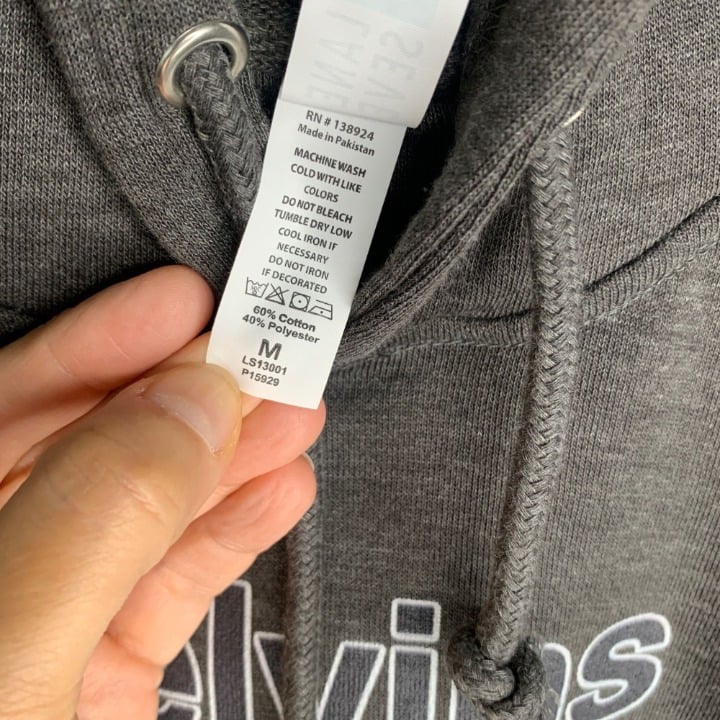 RN # 138924
Made in Pakistan
MACHINE WASH
COLD WITH LIKE
COLORS
DO NOT BLEACH
TUMBLE DRY LOW
COOL IRON IF
NECESSARY
DO NOT IRON
IF DECORATED
60% Cotton
40% Polyester
M
LS13001
P15929
elvins